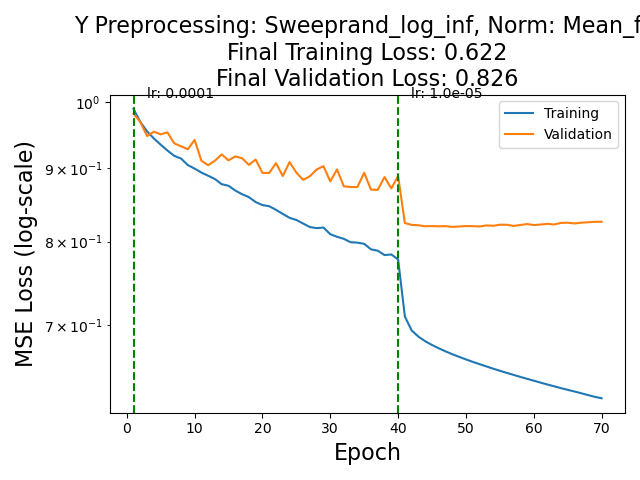 Y Preprocessing: Sweeprand_log_inf, Norm: Mean_f
Final Training Loss: 0.622
Final Validation Loss: 0.826
lr: 0.0001
lr: 1.0e-05
Training
Validation
10⁰
9 × 10⁻¹
8 × 10⁻¹
7 × 10⁻¹
MSE Loss (log-scale)
0 10 20 30 40 50 60 70
Epoch